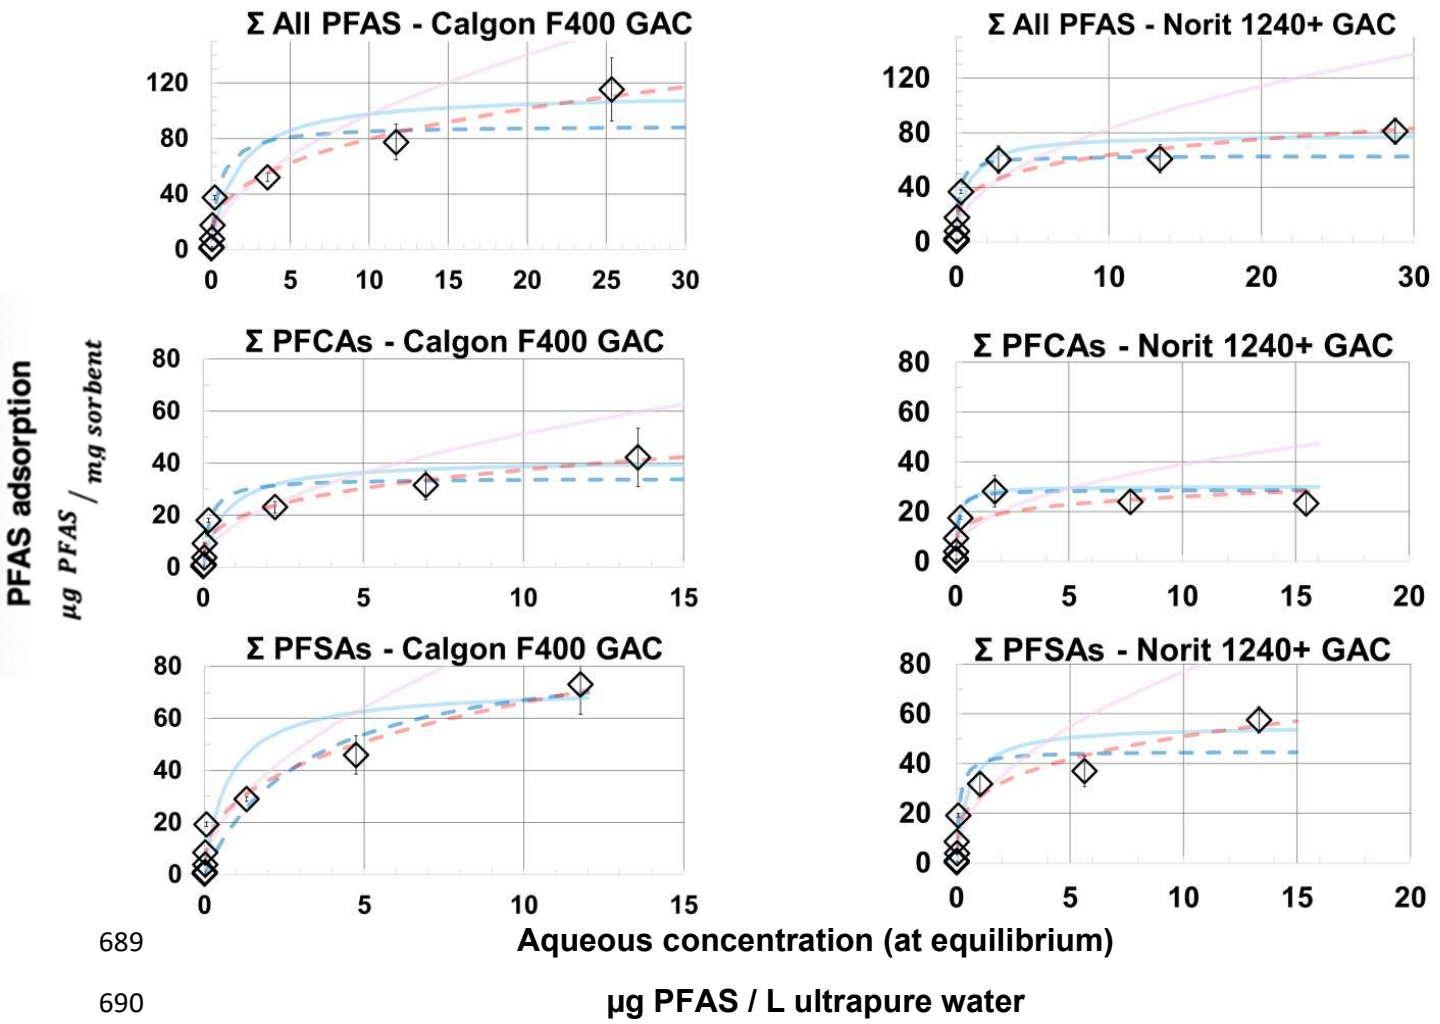 Σ All PFAS - Calgon F400 GAC
120
80
40
0
0 5 10 15 20 25 30
Σ All PFAS - Norit 1240+ GAC
120
80
40
0
0 10 20 30
PFAS adsorption
µg PFAS / mg sorbent
Σ PFCAs - Calgon F400 GAC
80
60
40
20
0
0 5 10 15
Σ PFCAs - Norit 1240+ GAC
80
60
40
20
0
0 5 10 15 20
Σ PFSAs - Calgon F400 GAC
80
60
40
20
0
0 5 10 15
Σ PFSAs - Norit 1240+ GAC
80
60
40
20
0
0 5 10 15 20
689 Aqueous concentration (at equilibrium)
690 µg PFAS / L ultrapure water